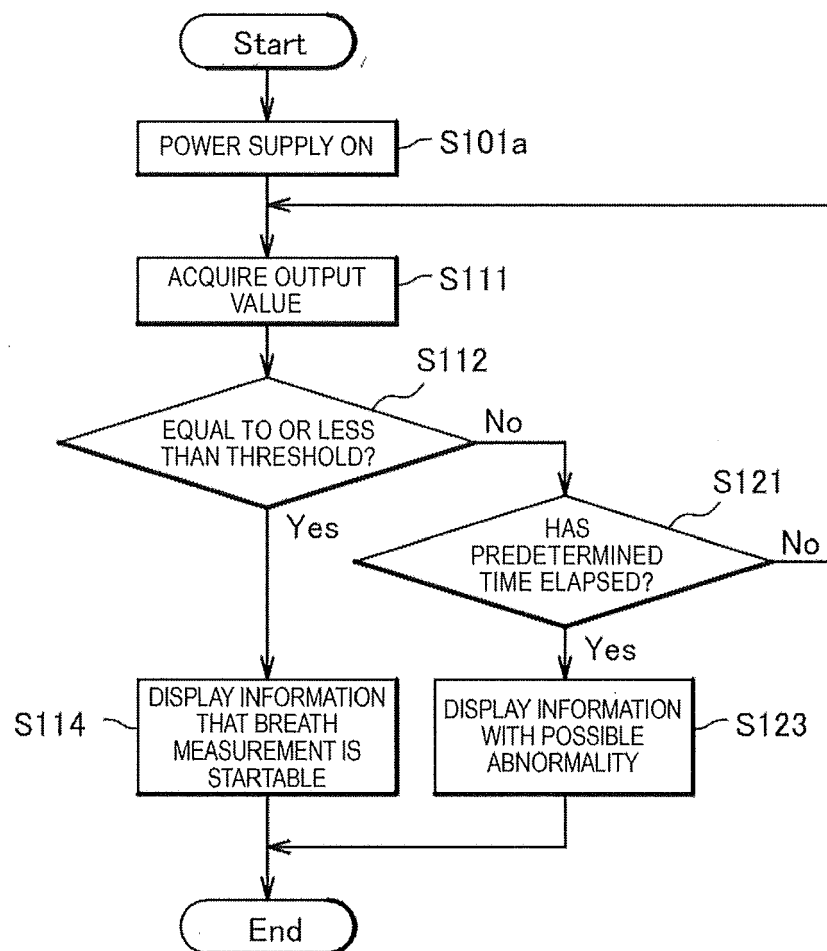 Start
POWER SUPPLY ON
S101a
ACQUIRE OUTPUT
VALUE
S111
S112
EQUAL TO OR LESS
THAN THRESHOLD?
No
Yes
S121
HAS
PREDETERMINED
TIME ELAPSED?
No
Yes
S114
DISPLAY INFORMATION
THAT BREATH
MEASUREMENT IS
STARTABLE
DISPLAY INFORMATION
WITH POSSIBLE
ABNORMALITY
S123
End